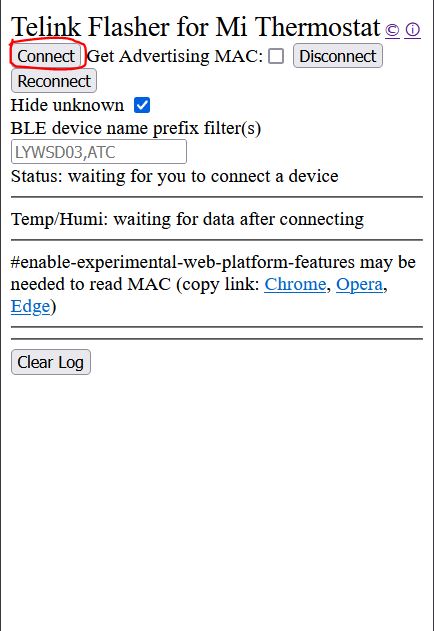 Telink Flasher for Mi Thermostat © ⓘ
Connect Get Advertising MAC: Disconnect
Reconnect
Hide unknown
BLE device name prefix filter(s)
LYWSD03,ATC
Status: waiting for you to connect a device
Temp/Humi: waiting for data after connecting
#enable-experimental-web-platform-features may be
needed to read MAC (copy link: Chrome, Opera,
Edge)
Clear Log